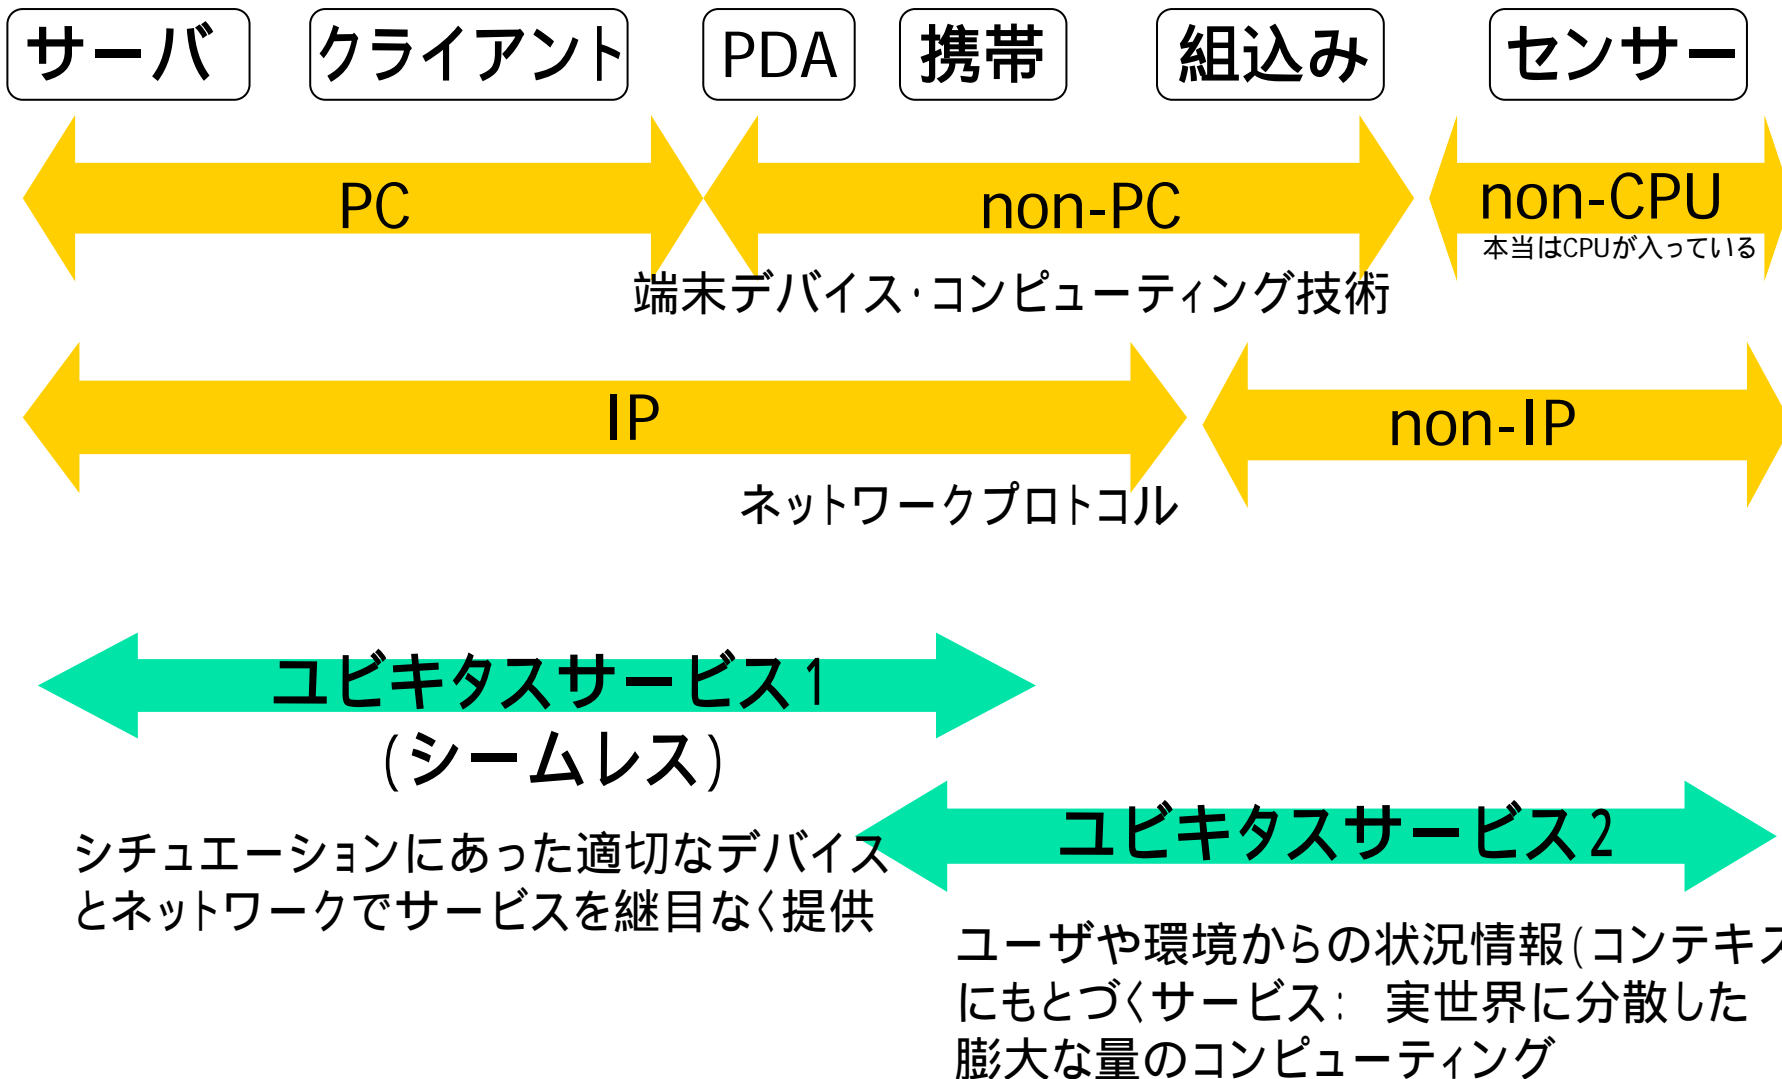 サーバ
クライアント
PDA
携帯
組込み
センサー
PC
non-PC
non-CPU
本当はCPUが入っている
端末デバイス・コンピューティング技術
IP
non-IP
ネットワークプロトコル
ユビキタスサービス1
(シームレス)
シチュエーションにあった適切なデバイス
とネットワークでサービスを継目なく提供
ユビキタスサービス2
ユーザや環境からの状況情報(コンテキス
にもとづくサービス: 実世界に分散した
膨大な量のコンピューティング